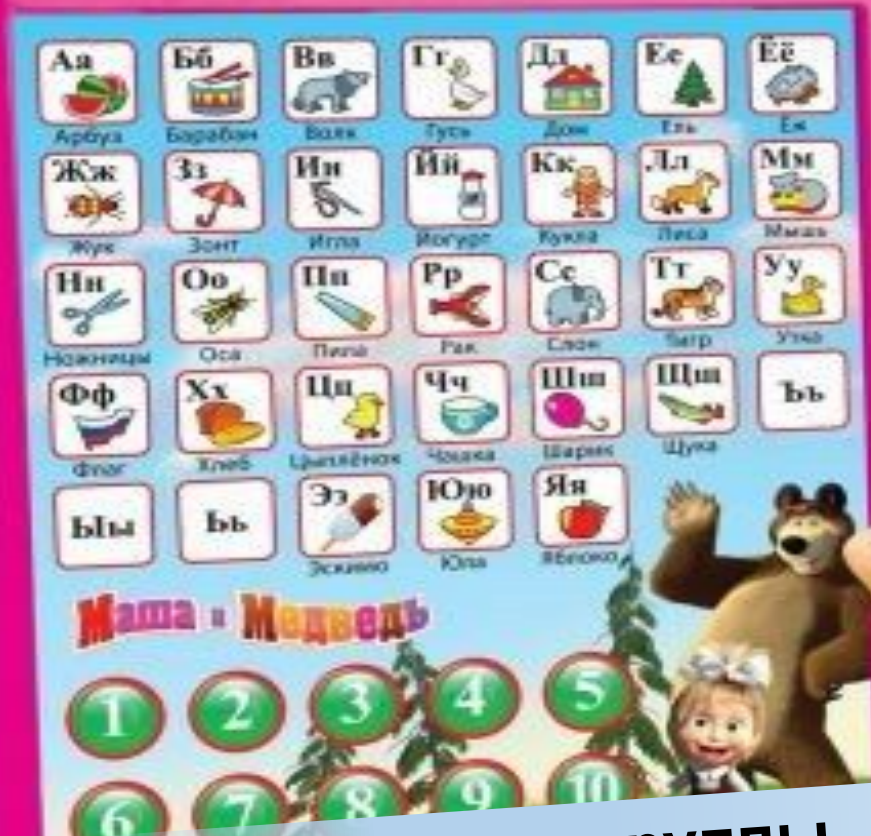 Аа Бб Вв Гг Дд Ее Ёё
Арбуз Барабан Волк Гусь Дом Ель Ёж
Жж Зз Ии Йй Кк Лл Мм
Жук Зонт Игла Йогурт Кукла Лиса Мышь
Нн Оо Пп Рр Сс Тт Уу
Ножницы Оса Пила Рак Слон Тигр Утка
Фф Хх Цц Чч Шш Щщ Ъъ
Флаг Хлеб Цыплёнок Чашка Шарик Щука
Ыы Ьь Ээ Юю Яя
Эскимо Юла Яблоко
Маша и Медведь
1 2 3 4 5
6 7 8 9 10